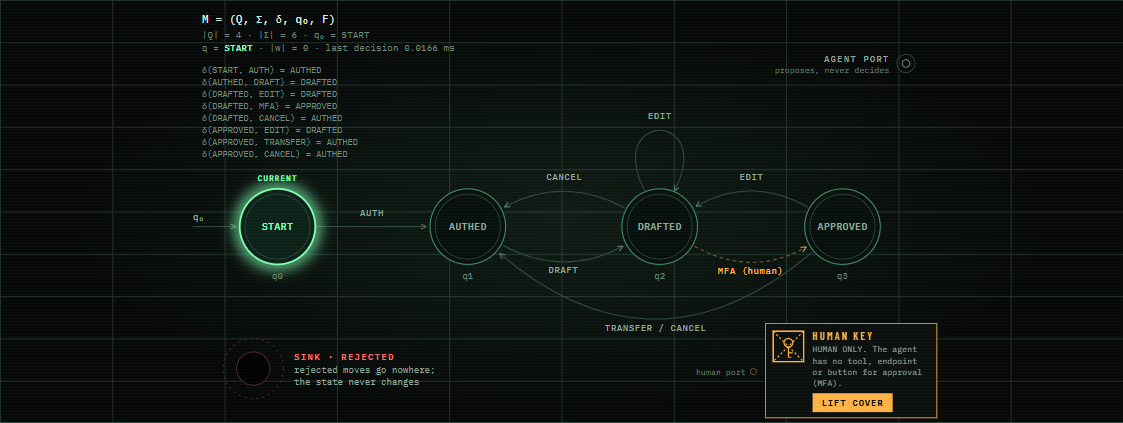 M = (Q, Σ, δ, q₀, F)
|Q| = 4 · |Σ| = 6 · q₀ = START
q = START · |w| = 0 · last decision 0.0166 ms
δ(START, AUTH) = AUTHED
δ(AUTHED, DRAFT) = DRAFTED
δ(DRAFTED, EDIT) = DRAFTED
δ(DRAFTED, MFA) = APPROVED
δ(DRAFTED, CANCEL) = AUTHED
δ(APPROVED, EDIT) = DRAFTED
δ(APPROVED, TRANSFER) = AUTHED
δ(APPROVED, CANCEL) = AUTHED
AGENT PORT
proposes, never decides
EDIT
CURRENT
CANCEL
EDIT
q₀
START
AUTH
AUTHED
DRAFTED
APPROVED
q0
q1
DRAFT
q2
MFA (human)
q3
TRANSFER / CANCEL
SINK · REJECTED
rejected moves go nowhere;
the state never changes
human port
HUMAN KEY
HUMAN ONLY. The agent
has no tool, endpoint
or button for approval
(MFA).
LIFT COVER